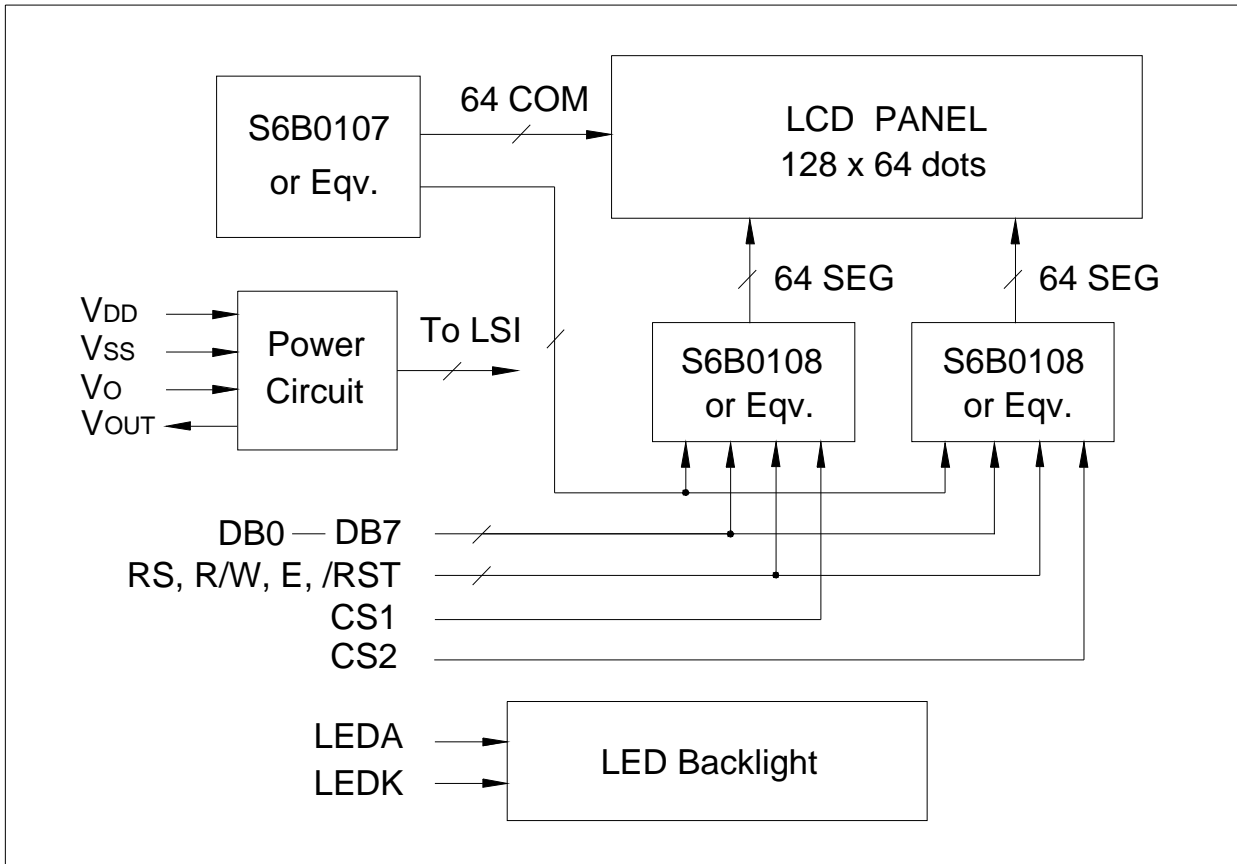 S6B0107
or Eqv.
64 COM
LCD PANEL
128 x 64 dots
64 SEG
64 SEG
VDD
VSS
VO
VOUT
Power
Circuit
To LSI
S6B0108
or Eqv.
S6B0108
or Eqv.
DB0 — DB7
RS, R/W, E, /RST
CS1
CS2
LEDA
LEDK
LED Backlight